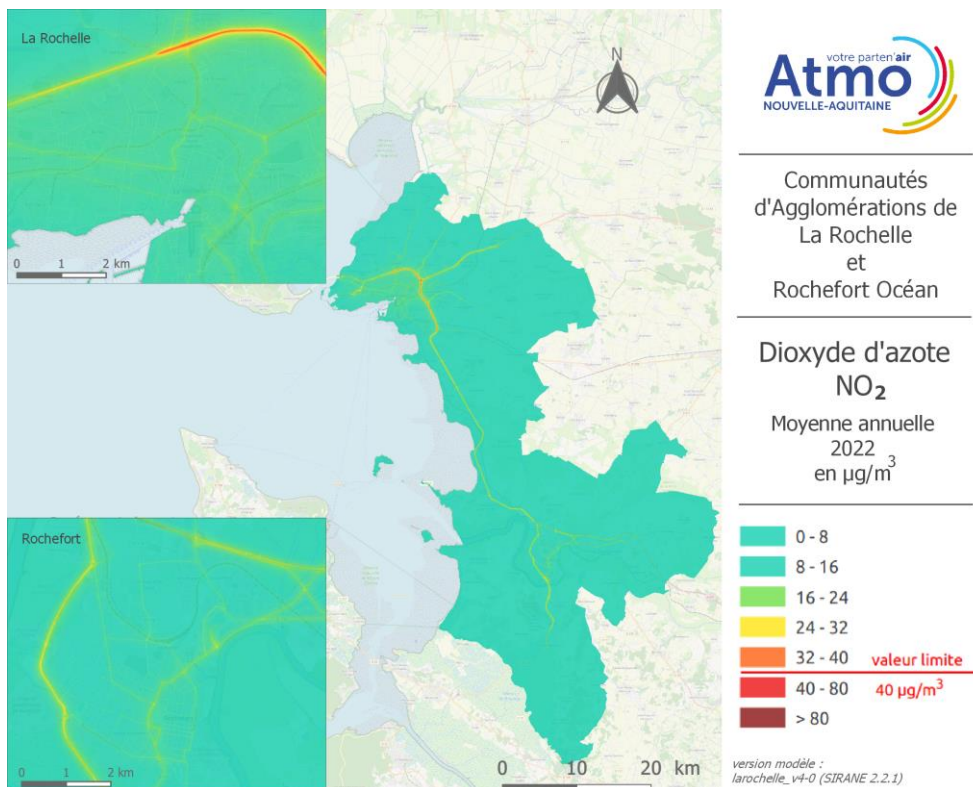 La Rochelle
0 1 2 km
Rochefort
0 1 2 km
N
0 10 20 km
votre parten'air
Atmo
NOUVELLE-AQUITAINE
Communautés
d'Agglomérations de
La Rochelle
et
Rochefort Océan
Dioxyde d'azote
NO₂
Moyenne annuelle
2022
en µg/m³
0 - 8
8 - 16
16 - 24
24 - 32
32 - 40 valeur limite
40 - 80 40 µg/m³
> 80
version modèle :
larochelle_v4-0 (SIRANE 2.2.1)